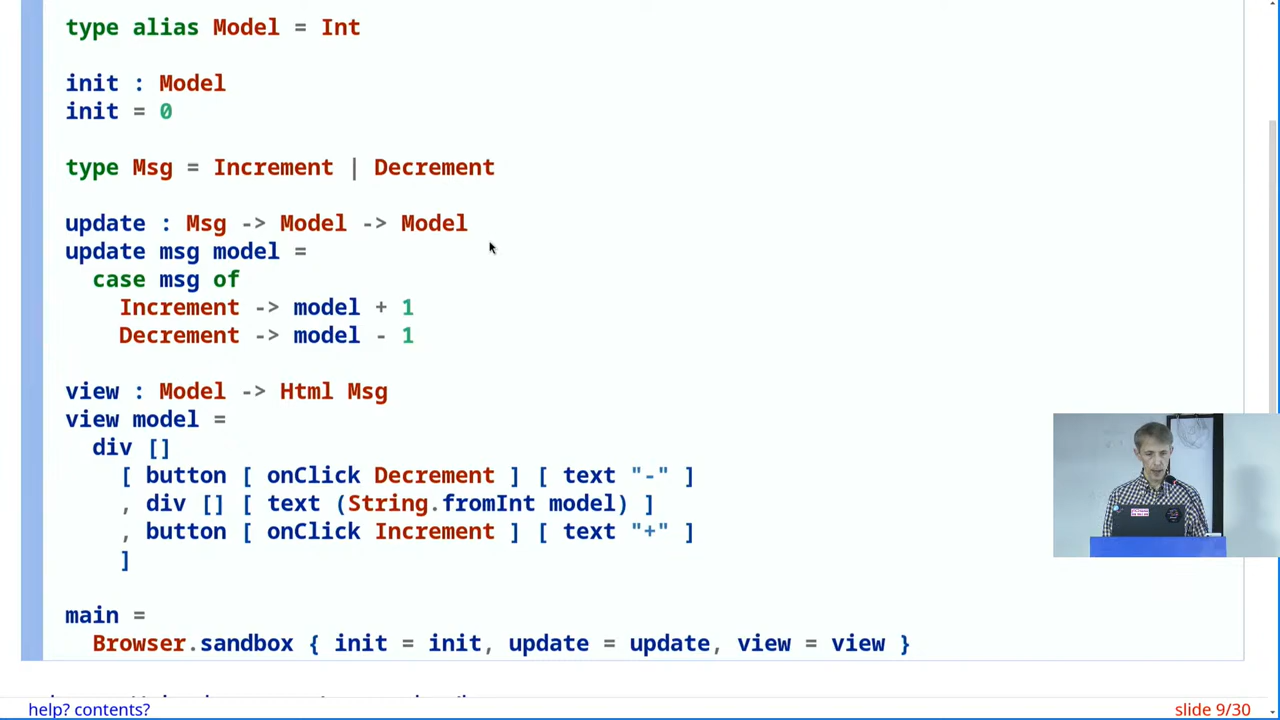 type alias Model = Int
init : Model
init = 0
type Msg = Increment | Decrement
update : Msg -> Model -> Model
update msg model =
  case msg of
    Increment -> model + 1
    Decrement -> model - 1
view : Model -> Html Msg
view model =
  div []
    [ button [ onClick Decrement ] [ text "-" ]
    , div [] [ text (String.fromInt model) ]
    , button [ onClick Increment ] [ text "+" ]
    ]
main =
  Browser.sandbox { init = init, update = update, view = view }
help? contents?
slide 9/30